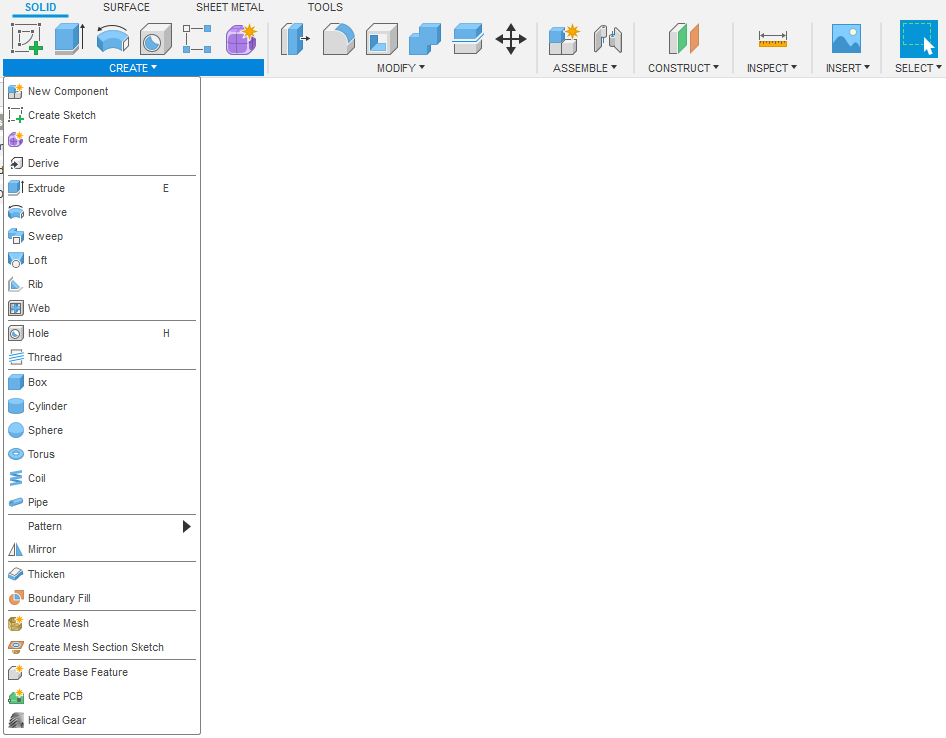 SOLID SURFACE SHEET METAL TOOLS
CREATE MODIFY ASSEMBLE CONSTRUCT INSPECT INSERT SELECT
New Component
Create Sketch
Create Form
Derive
Extrude E
Revolve
Sweep
Loft
Rib
Web
Hole H
Thread
Box
Cylinder
Sphere
Torus
Coil
Pipe
Pattern
Mirror
Thicken
Boundary Fill
Create Mesh
Create Mesh Section Sketch
Create Base Feature
Create PCB
Helical Gear